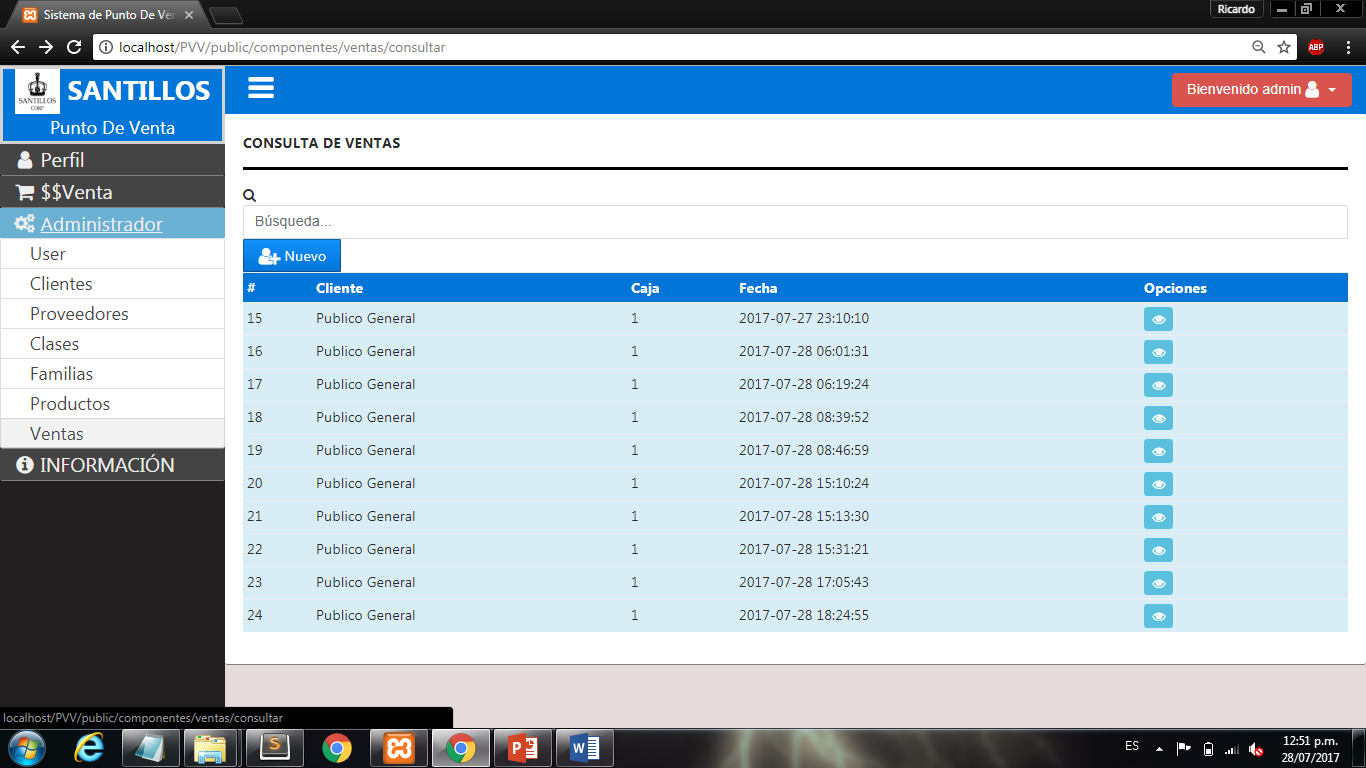 Sistema de Punto De Ver
Ricardo
localhost/PVV/public/componentes/ventas/consultar
ABP
SANTILLOS
CORP
SANTILLOS
Punto De Venta
Bienvenido admin
Perfil
$$Venta
Administrador
User
Clientes
Proveedores
Clases
Familias
Productos
Ventas
INFORMACIÓN
CONSULTA DE VENTAS
Búsqueda...
Nuevo
# Cliente Caja Fecha Opciones
15 Publico General 1 2017-07-27 23:10:10
16 Publico General 1 2017-07-28 06:01:31
17 Publico General 1 2017-07-28 06:19:24
18 Publico General 1 2017-07-28 08:39:52
19 Publico General 1 2017-07-28 08:46:59
20 Publico General 1 2017-07-28 15:10:24
21 Publico General 1 2017-07-28 15:13:30
22 Publico General 1 2017-07-28 15:31:21
23 Publico General 1 2017-07-28 17:05:43
24 Publico General 1 2017-07-28 18:24:55
localhost/PVV/public/componentes/ventas/consultar
ES
12:51 p.m.
28/07/2017